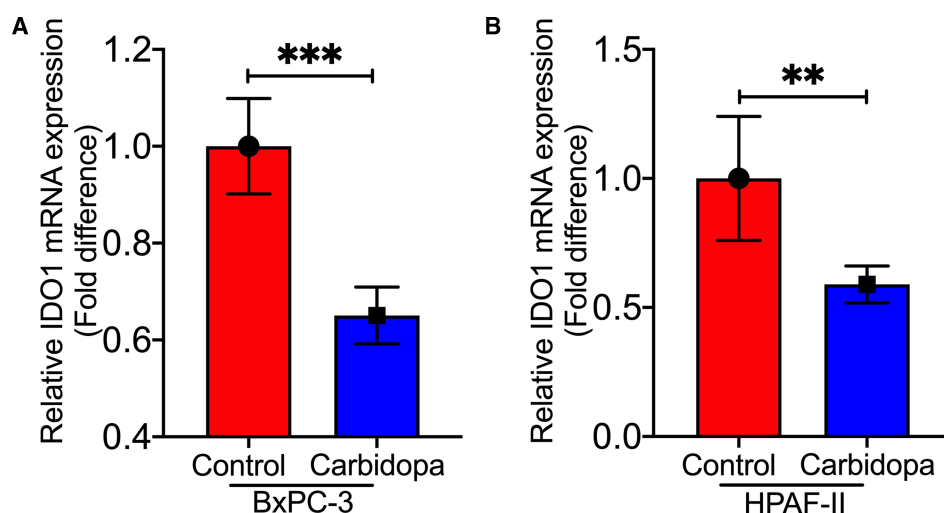 A
Relative IDO1 mRNA expression
(Fold difference)
1.2
1.0
0.8
0.6
0.4
***
Control
Carbidopa
BxPC-3
B
Relative IDO1 mRNA expression
(Fold difference)
1.5
1.0
0.5
0.0
**
Control
Carbidopa
HPAF-II